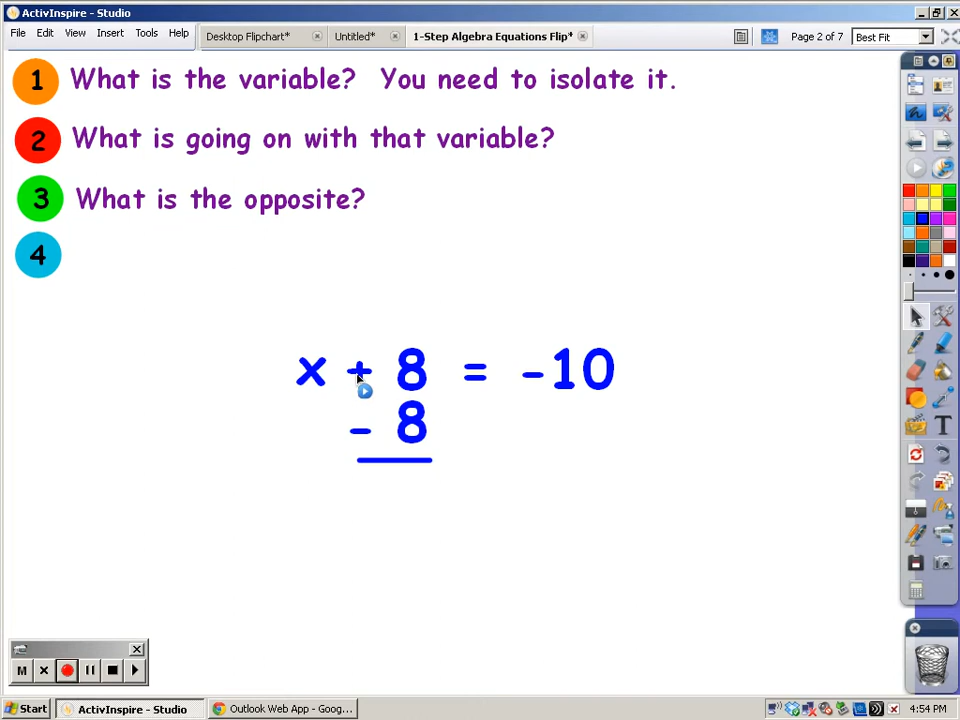 ActivInspire - Studio
File Edit View Insert Tools Help
Desktop Flipchart* Untitled* 1-Step Algebra Equations Flip* Page 2 of 7 Best Fit
1 What is the variable? You need to isolate it.
2 What is going on with that variable?
3 What is the opposite?
4
x + 8 = -10
- 8
M
Start ActivInspire - Studio Outlook Web App - Goog... 4:54 PM